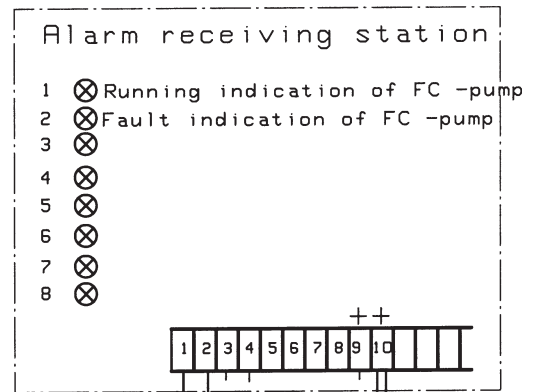 Alarm receiving station
1 Running indication of FC -pump
2 Fault indication of FC -pump
3
4
5
6
7
8
++
1 2 3 4 5 6 7 8 9 10